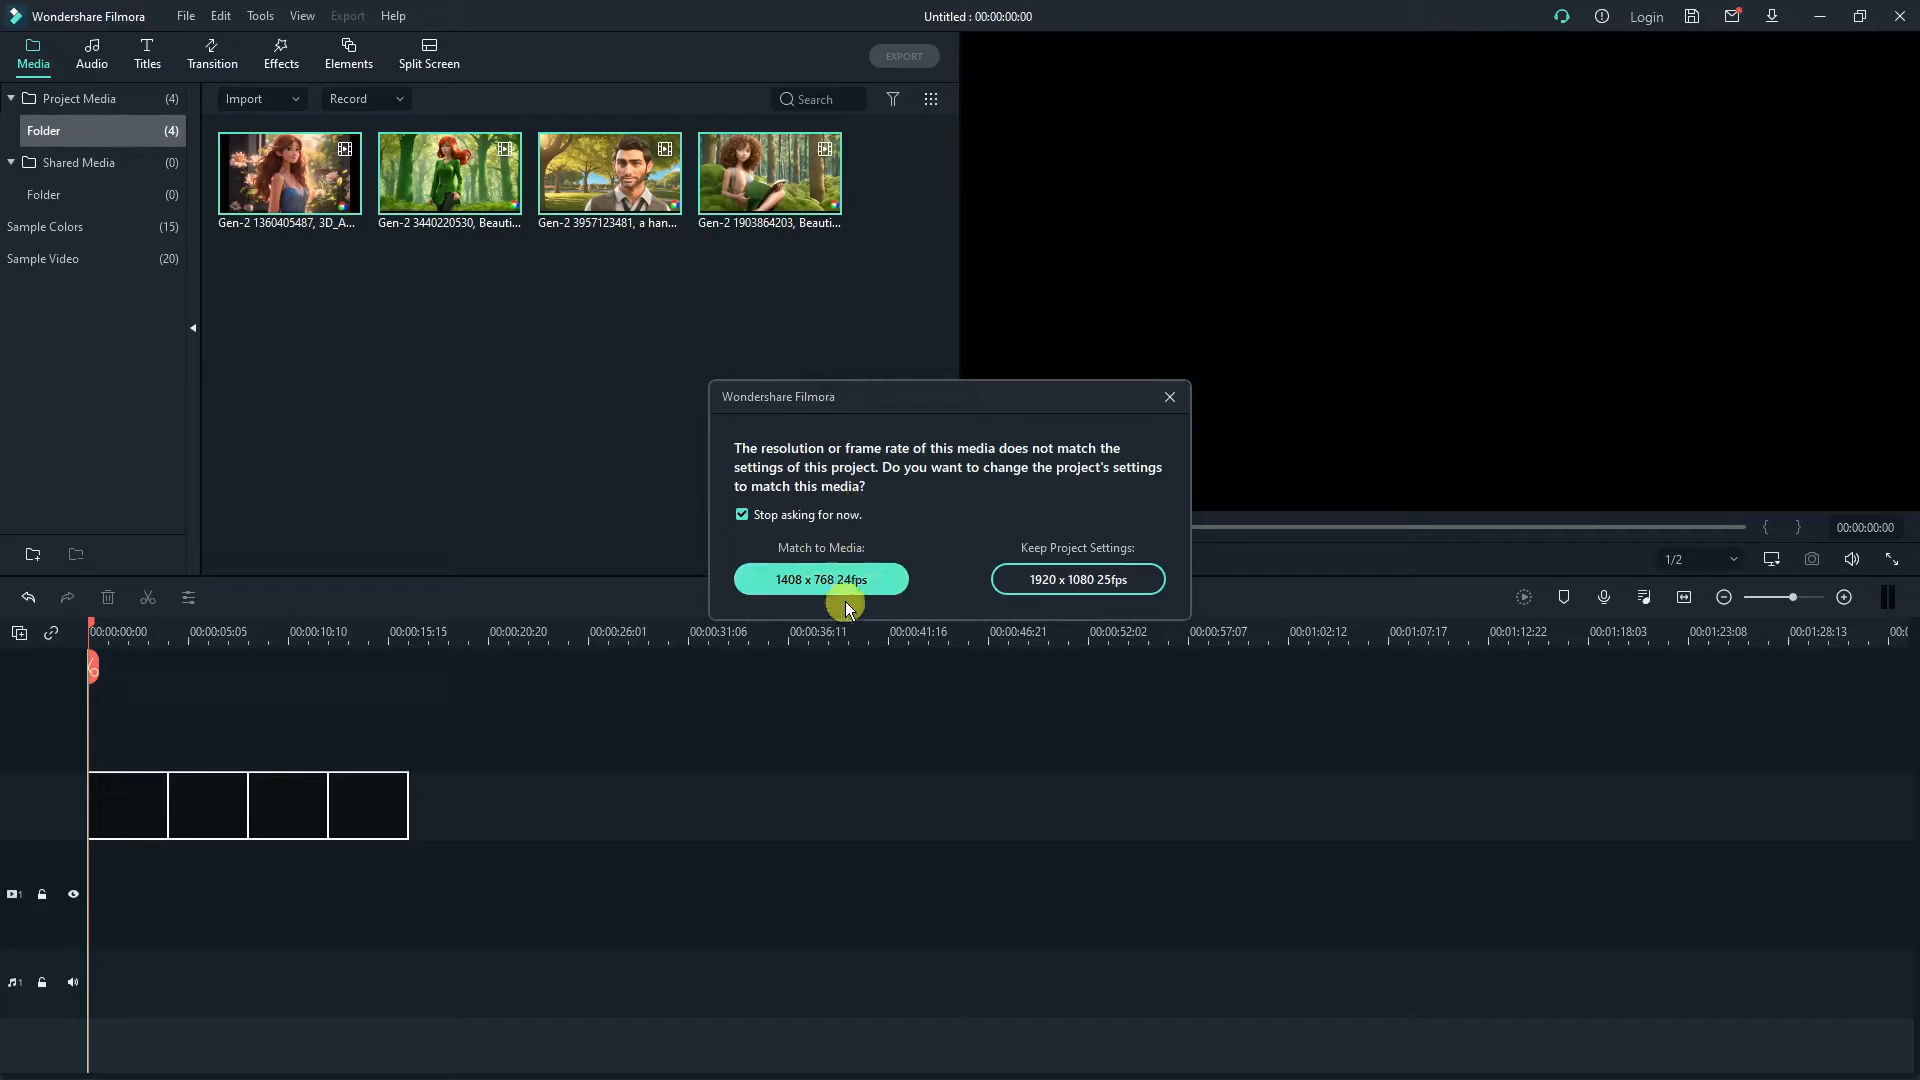 Wondershare Filmora
File Edit Tools View Export Help
Untitled : 00:00:00:00
Login
Media Audio Titles Transition Effects Elements Split Screen
EXPORT
Project Media (4)
Folder (4)
Shared Media (0)
Folder (0)
Sample Colors (15)
Sample Video (20)
Import Record Search
Gen-2 1360405487, 3D_A...
Gen-2 3440220530, Beauti...
Gen-2 3957123481, a han...
Gen-2 1903864203, Beauti...
Wondershare Filmora
The resolution or frame rate of this media does not match the
settings of this project. Do you want to change the project's settings
to match this media?
Stop asking for now.
Match to Media: Keep Project Settings:
1408 x 768 24fps 1920 x 1080 25fps
{ } 00:00:00:00
1/2
00:00:00:00 00:00:05:05 00:00:10:10 00:00:15:15 00:00:20:20 00:00:26:01 00:00:31:06 00:00:36:11 00:00:41:16 00:00:46:21 00:00:52:02 00:00:57:07 00:01:02:12 00:01:07:17 00:01:12:22 00:01:18:03 00:01:23:08 00:01:28:13
1
1